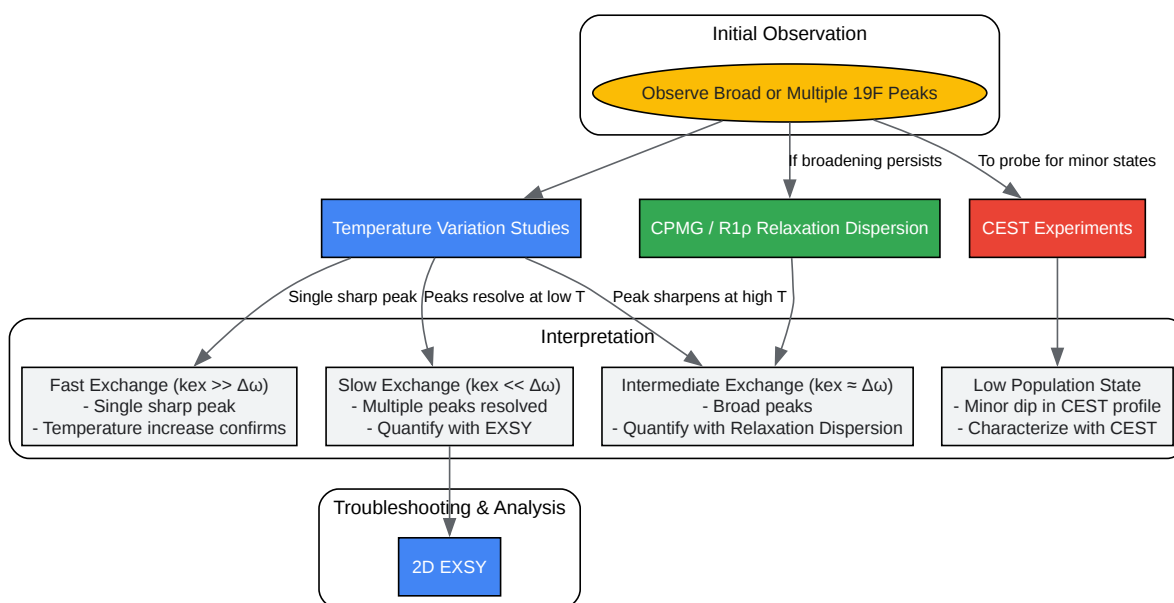 Initial Observation
Observe Broad or Multiple 19F Peaks
If broadening persists
To probe for minor states
Temperature Variation Studies
CPMG / R1ρ Relaxation Dispersion
CEST Experiments
Single sharp peak
Peaks resolve at low T
Peak sharpens at high T
Interpretation
Fast Exchange (kex >> Δω)
- Single sharp peak
- Temperature increase confirms
Slow Exchange (kex << Δω)
- Multiple peaks resolved
- Quantify with EXSY
Intermediate Exchange (kex ≈ Δω)
- Broad peaks
- Quantify with Relaxation Dispersion
Low Population State
- Minor dip in CEST profile
- Characterize with CEST
Troubleshooting & Analysis
2D EXSY